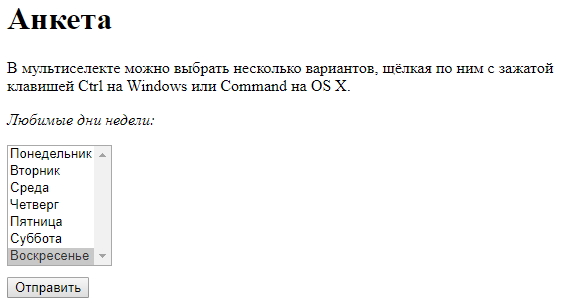 Анкета
В мультиселекте можно выбрать несколько вариантов, щёлкая по ним с зажатой
клавишей Ctrl на Windows или Command на OS X.
Любимые дни недели:
Понедельник
Вторник
Среда
Четверг
Пятница
Суббота
Воскресенье
Отправить